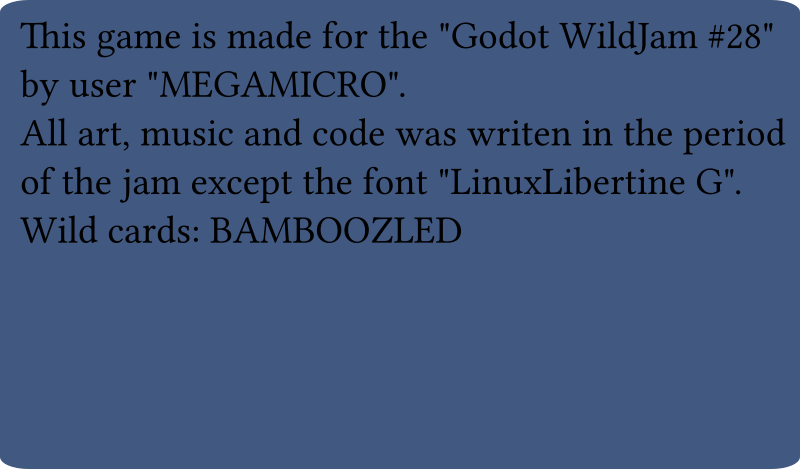 This game is made for the "Godot WildJam #28"
by user "MEGAMICRO".
All art, music and code was writen in the period
of the jam except the font "LinuxLibertine G".
Wild cards: BAMBOOZLED